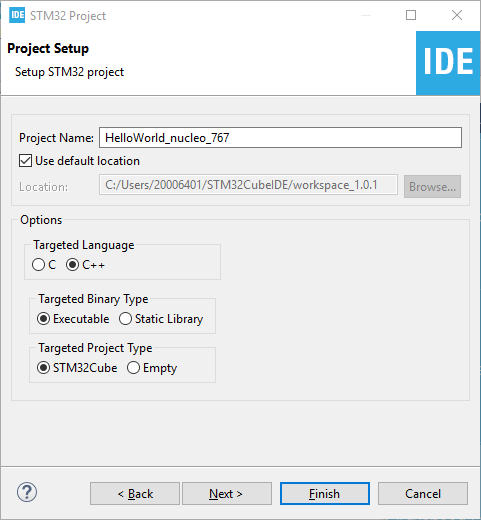 STM32 Project
Project Setup
Setup STM32 project
IDE
Project Name: HelloWorld_nucleo_767
Use default location
Location: C:/Users/20006401/STM32CubeIDE/workspace_1.0.1 Browse...
Options
Targeted Language
C C++
Targeted Binary Type
Executable Static Library
Targeted Project Type
STM32Cube Empty
? < Back Next > Finish Cancel